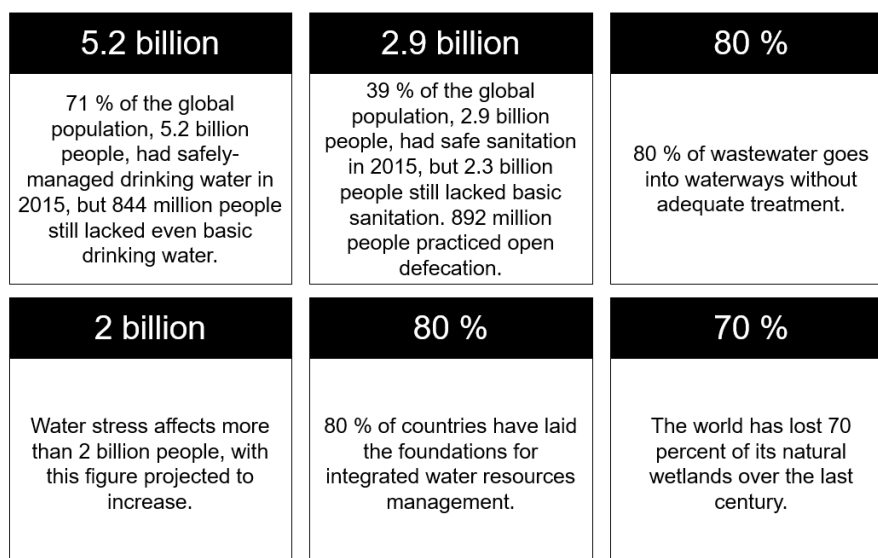 5.2 billion
71 % of the global
population, 5.2 billion
people, had safely-
managed drinking water in
2015, but 844 million people
still lacked even basic
drinking water.
2.9 billion
39 % of the global
population, 2.9 billion
people, had safe sanitation
in 2015, but 2.3 billion
people still lacked basic
sanitation. 892 million
people practiced open
defecation.
80 %
80 % of wastewater goes
into waterways without
adequate treatment.
2 billion
Water stress affects more
than 2 billion people, with
this figure projected to
increase.
80 %
80 % of countries have laid
the foundations for
integrated water resources
management.
70 %
The world has lost 70
percent of its natural
wetlands over the last
century.